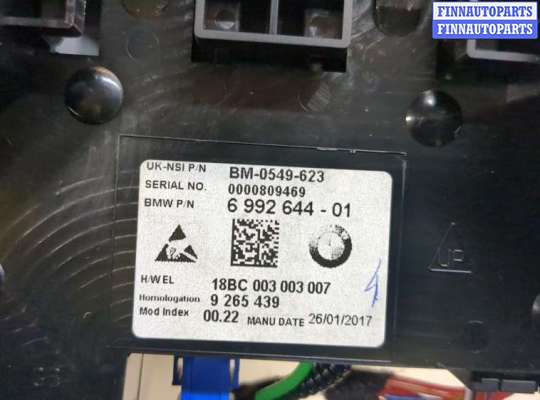 FINNAUTOPARTS
FINNAUTOPARTS
UK-NSI P/N BM-0549-623
SERIAL NO. 0000809469
BMW P/N 6 992 644 - 01
H/W EL 18BC 003 003 007
Homologation 9 265 439
Mod Index 00.22 MANU DATE 26/01/2017